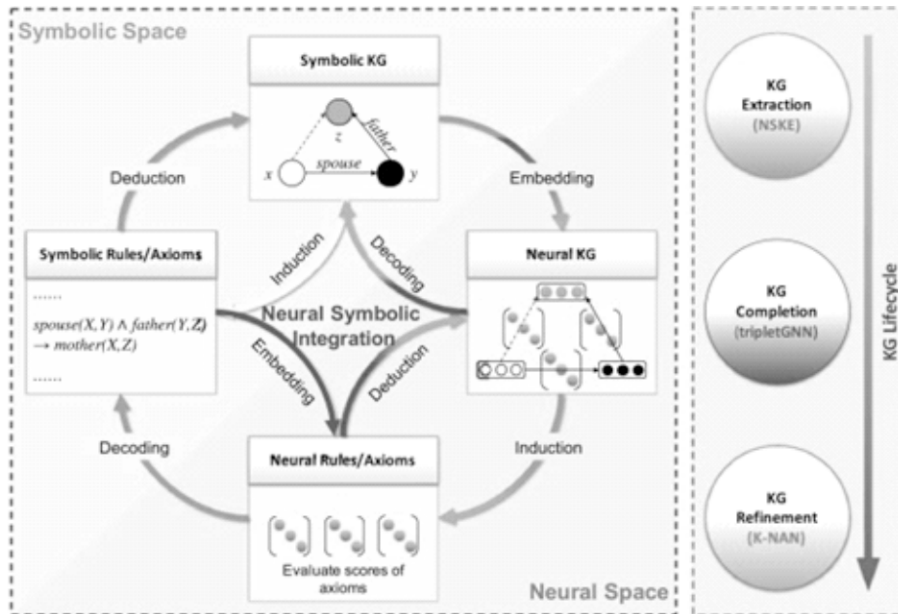 Symbolic Space
Symbolic KG
z
father
x
spouse
y
Deduction
Embedding
Symbolic Rules/Axioms
......
spouse(X,Y) ∧ father(Y,Z)
→ mother(X,Z)
......
Induction
Decoding
Neural Symbolic
Integration
Embedding
Deduction
Neural KG
Decoding
Induction
Neural Rules/Axioms
Evaluate scores of
axioms
Neural Space
KG
Extraction
(NSKE)
KG
Completion
(tripletGNN)
KG
Refinement
(K-NAN)
KG Lifecycle